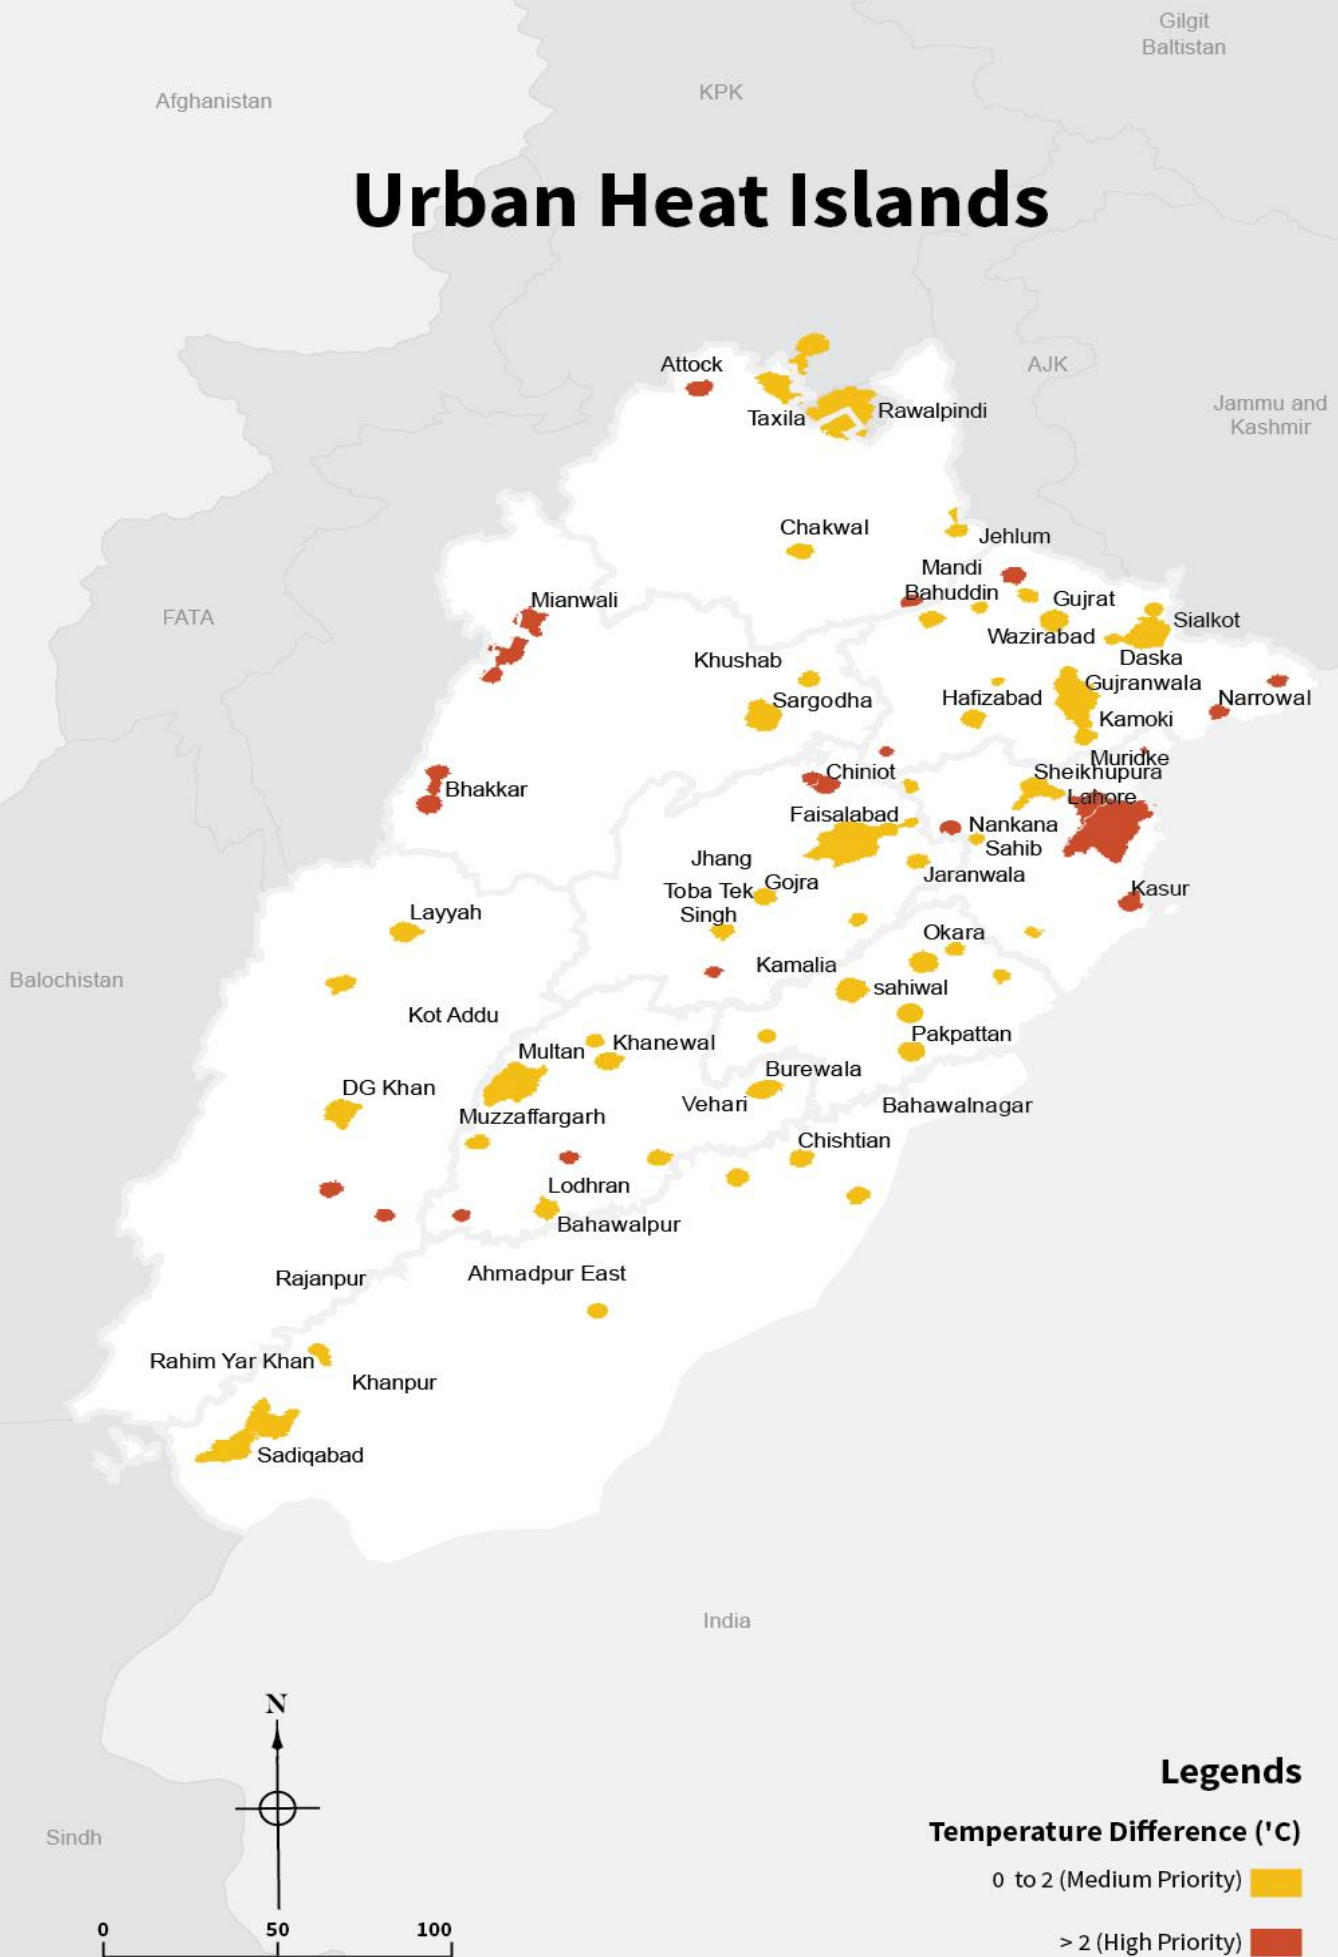 Gilgit
Baltistan
KPK
Afghanistan
Urban Heat Islands
Attock
AJK
Taxila
Rawalpindi
Jammu and
Kashmir
Chakwal
Jehlum
Mandi
Bahuddin
Mianwali
Gujrat
FATA
Sialkot
Wazirabad
Daska
Khushab
Gujranwala
Sargodha
Hafizabad
Narrowal
Kamoki
Muridke
Chiniot
Sheikhupura
Bhakkar
Lahore
Faisalabad
Nankana
Sahib
Jhang
Jaranwala
Gojra
Toba Tek
Singh
Kasur
Layyah
Okara
Kamalia
Balochistan
sahiwal
Kot Addu
Pakpattan
Khanewal
Multan
Burewala
DG Khan
Vehari
Bahawalnagar
Muzzaffargarh
Chishtian
Lodhran
Bahawalpur
Ahmadpur East
Rajanpur
Rahim Yar Khan
Khanpur
Sadiqabad
India
N
Legends
Temperature Difference ('C)
Sindh
0 to 2 (Medium Priority)
0 50 100
> 2 (High Priority)